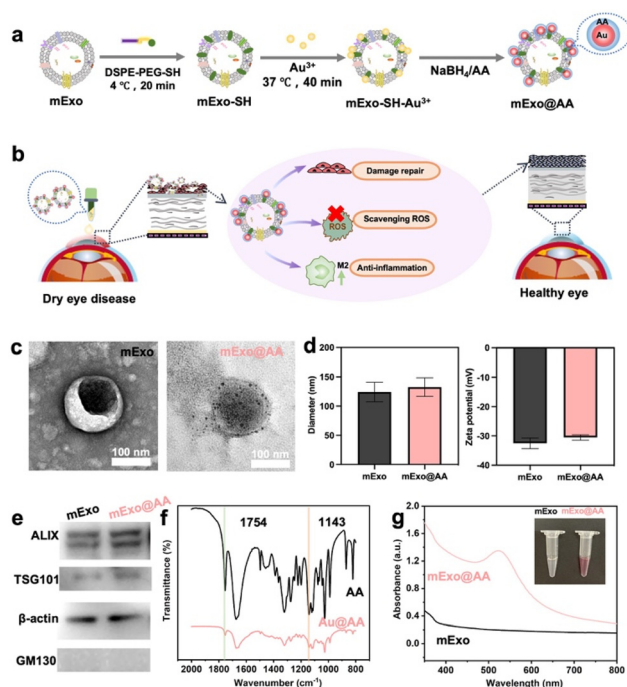 a
AA
Au
DSPE-PEG-SH
4 ℃ , 20 min
Au³⁺
37 ℃ , 40 min
NaBH₄/AA
mExo
mExo-SH
mExo-SH-Au³⁺
mExo@AA
b
Damage repair
ROS
Scavenging ROS
M2
Anti-inflammation
Dry eye disease
Healthy eye
c
mExo
100 nm
mExo@AA
100 nm
d
Diameter (nm)
200
150
100
50
0
mExo
mExo@AA
Zeta potential (mV)
0
-10
-20
-30
-40
mExo
mExo@AA
e
mExo
mExo@AA
ALIX
TSG101
β-actin
GM130
f
1754
1143
AA
Au@AA
Transmittance (%)
2000 1800 1600 1400 1200 1000 800
Wavenumber (cm⁻¹)
g
mExo mExo@AA
Absorbance (a.u.)
2.0
1.6
1.2
0.8
0.4
0.0
mExo@AA
mExo
400 500 600 700 800
Wavelength (nm)